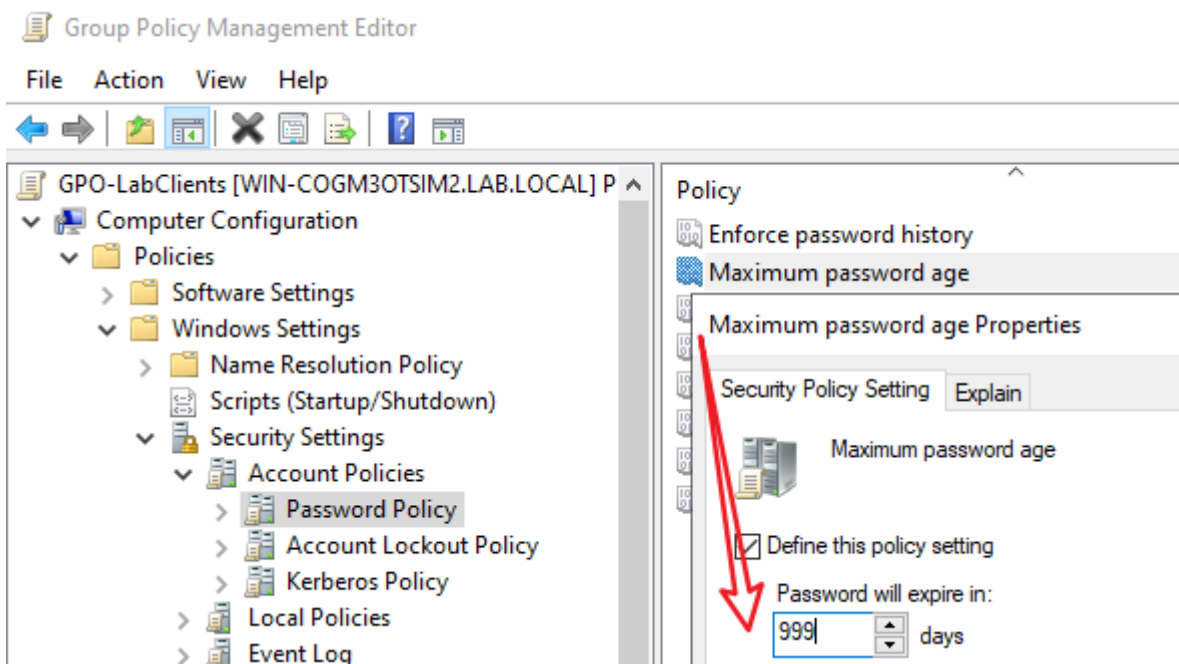 Group Policy Management Editor
File Action View Help
GPO-LabClients [WIN-COGM3OTSIM2.LAB.LOCAL] P
Computer Configuration
Policies
Software Settings
Windows Settings
Name Resolution Policy
Scripts (Startup/Shutdown)
Security Settings
Account Policies
Password Policy
Account Lockout Policy
Kerberos Policy
Local Policies
Event Log
Policy
Enforce password history
Maximum password age
Maximum password age Properties
Security Policy Setting Explain
Maximum password age
Define this policy setting
Password will expire in:
999 days